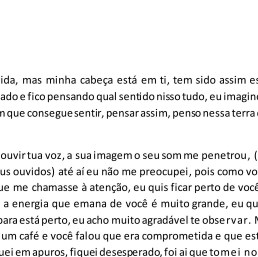 ida, mas minha cabeça está em ti, tem sido assim es
ado e fico pensando qual sentido nisso tudo, eu imagine
m que consegue sentir, pensar assim, penso nessa terra
ouvir tua voz, a sua imagem o seu som me penetrou, (
us ouvidos) até aí eu não me preocupei, pois como vo
ue me chamasse à atenção, eu quis ficar perto de você
a energia que emana de você é muito grande, eu qu
para está perto, eu acho muito agradável te observar. M
um café e você falou que era comprometida e que est
quei em apuros, fiquei desesperado, foi ai que tomei no